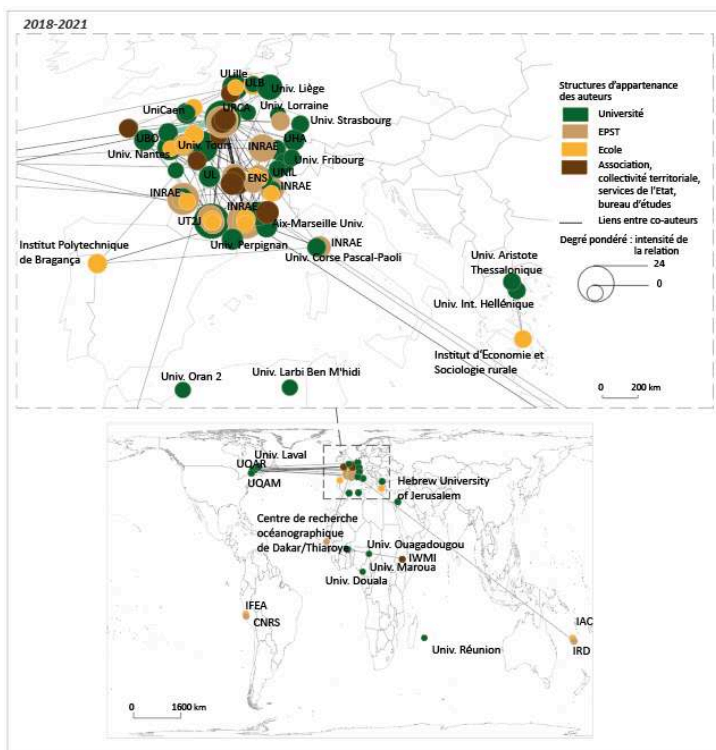 2018-2021
ULille
ULB
Univ. Liège
UniCaen
URCA
Univ. Lorraine
Univ. Strasbourg
UBO
Univ. Tours
INRAE
UHA
Univ. Nantes
Univ. Fribourg
UL
ENS
UNIL
INRAE
INRAE
INRAE
UT2J
Aix-Marseille Univ.
Univ. Perpignan
INRAE
Univ. Corse Pascal-Paoli
Institut Polytechnique
de Bragança
Univ. Aristote
Thessalonique
Univ. Int. Hellénique
Institut d'Economie et
Sociologie rurale
Univ. Oran 2
Univ. Larbi Ben M'hidi
Structures d'appartenance
des auteurs
Université
EPST
Ecole
Association,
collectivité territoriale,
services de l'Etat,
bureau d'études
Liens entre co-auteurs
Degré pondéré : intensité de
la relation
24
0
0 200 km
Univ. Laval
UQAR
UQAM
Hebrew University
of Jerusalem
Centre de recherche
océanographique
de Dakar/Thiaroye
Univ. Ouagadougou
IWMI
Univ. Maroua
Univ. Douala
IFEA
CNRS
IAC
IRD
Univ. Réunion
0 1600 km